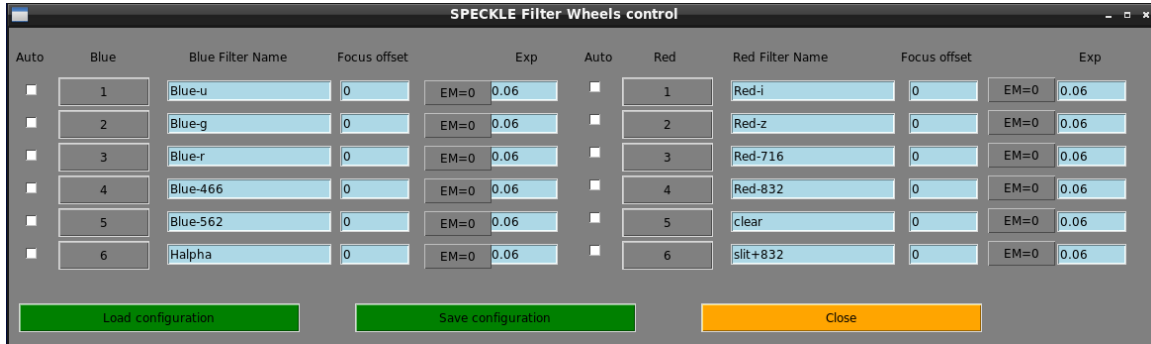 SPECKLE Filter Wheels control
Auto Blue Blue Filter Name Focus offset Exp Auto Red Red Filter Name Focus offset Exp
1 Blue-u 0 EM=0 0.06 1 Red-i 0 EM=0 0.06
2 Blue-g 0 EM=0 0.06 2 Red-z 0 EM=0 0.06
3 Blue-r 0 EM=0 0.06 3 Red-716 0 EM=0 0.06
4 Blue-466 0 EM=0 0.06 4 Red-832 0 EM=0 0.06
5 Blue-562 0 EM=0 0.06 5 clear 0 EM=0 0.06
6 Halpha 0 EM=0 0.06 6 slit+832 0 EM=0 0.06
Load configuration Save configuration Close